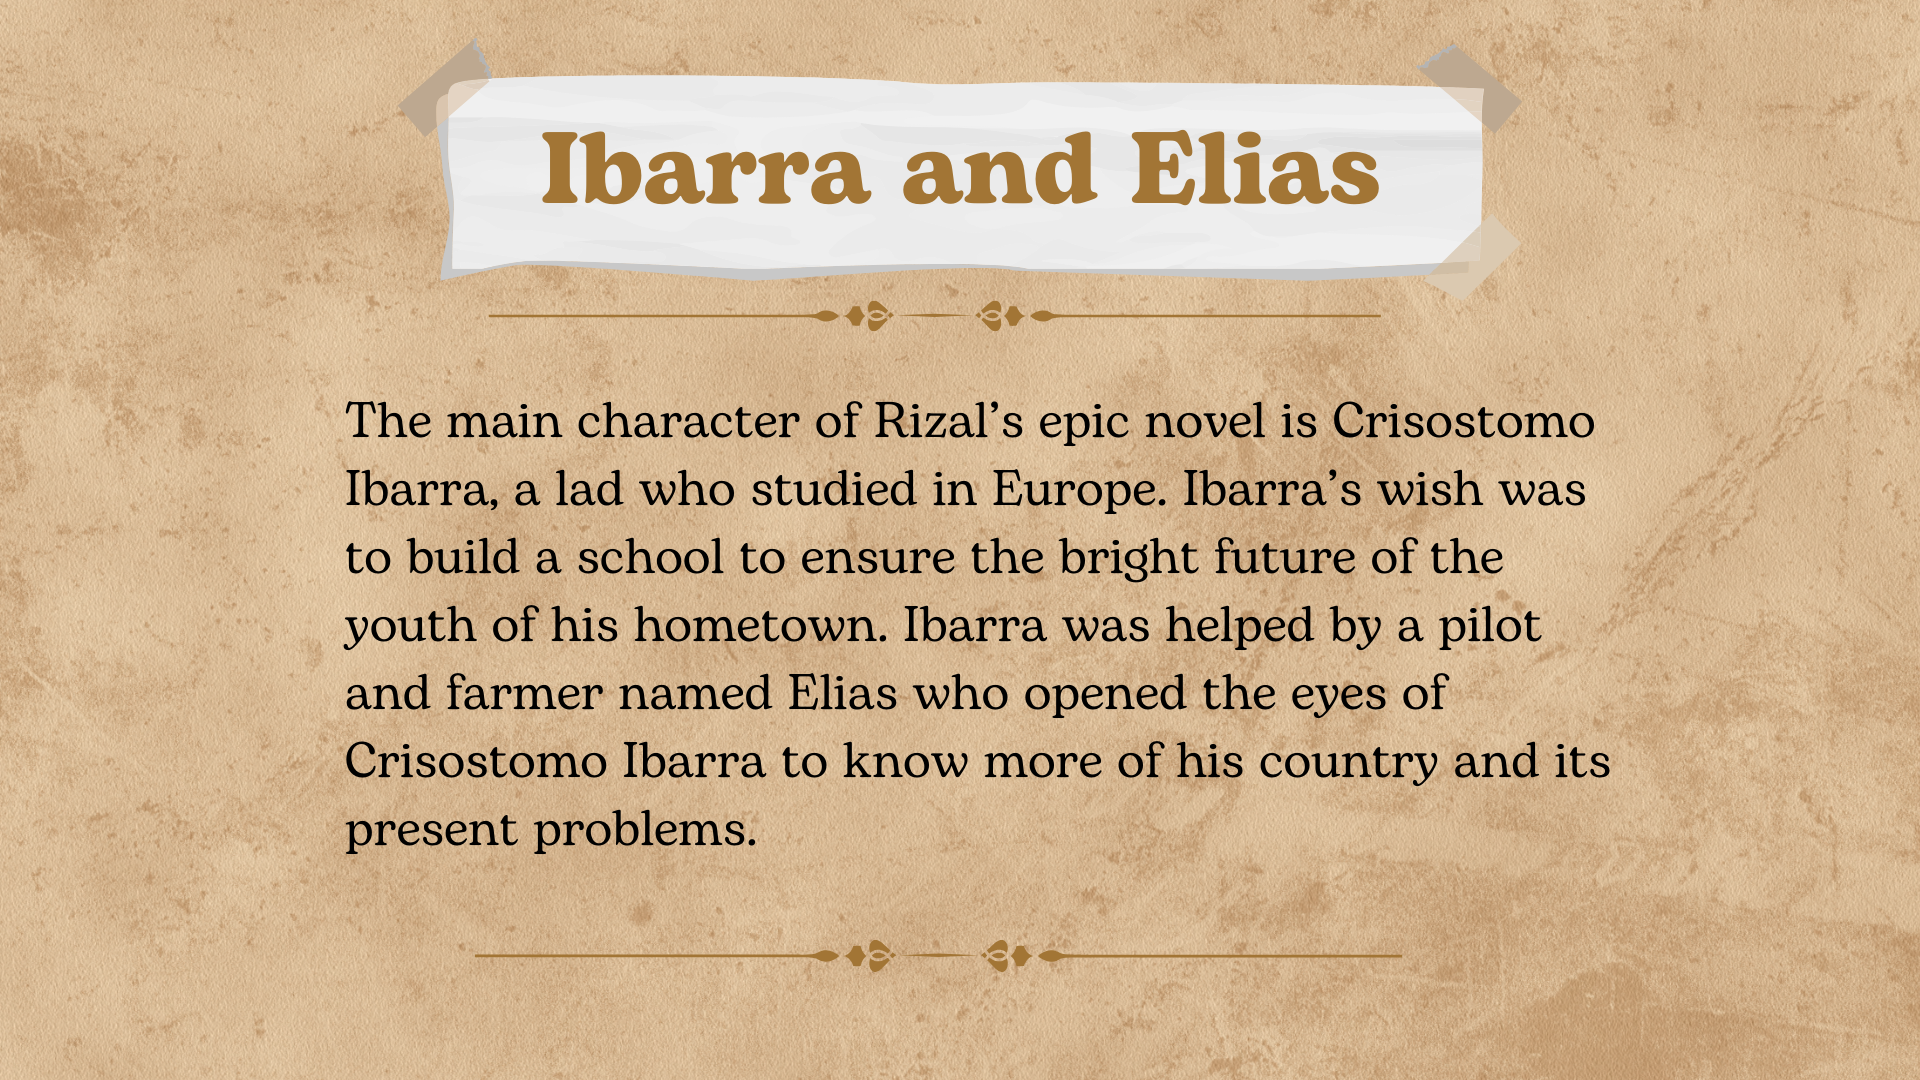 Ibarra and Elias
The main character of Rizal’s epic novel is Crisostomo
Ibarra, a lad who studied in Europe. Ibarra’s wish was
to build a school to ensure the bright future of the
youth of his hometown. Ibarra was helped by a pilot
and farmer named Elias who opened the eyes of
Crisostomo Ibarra to know more of his country and its
present problems.